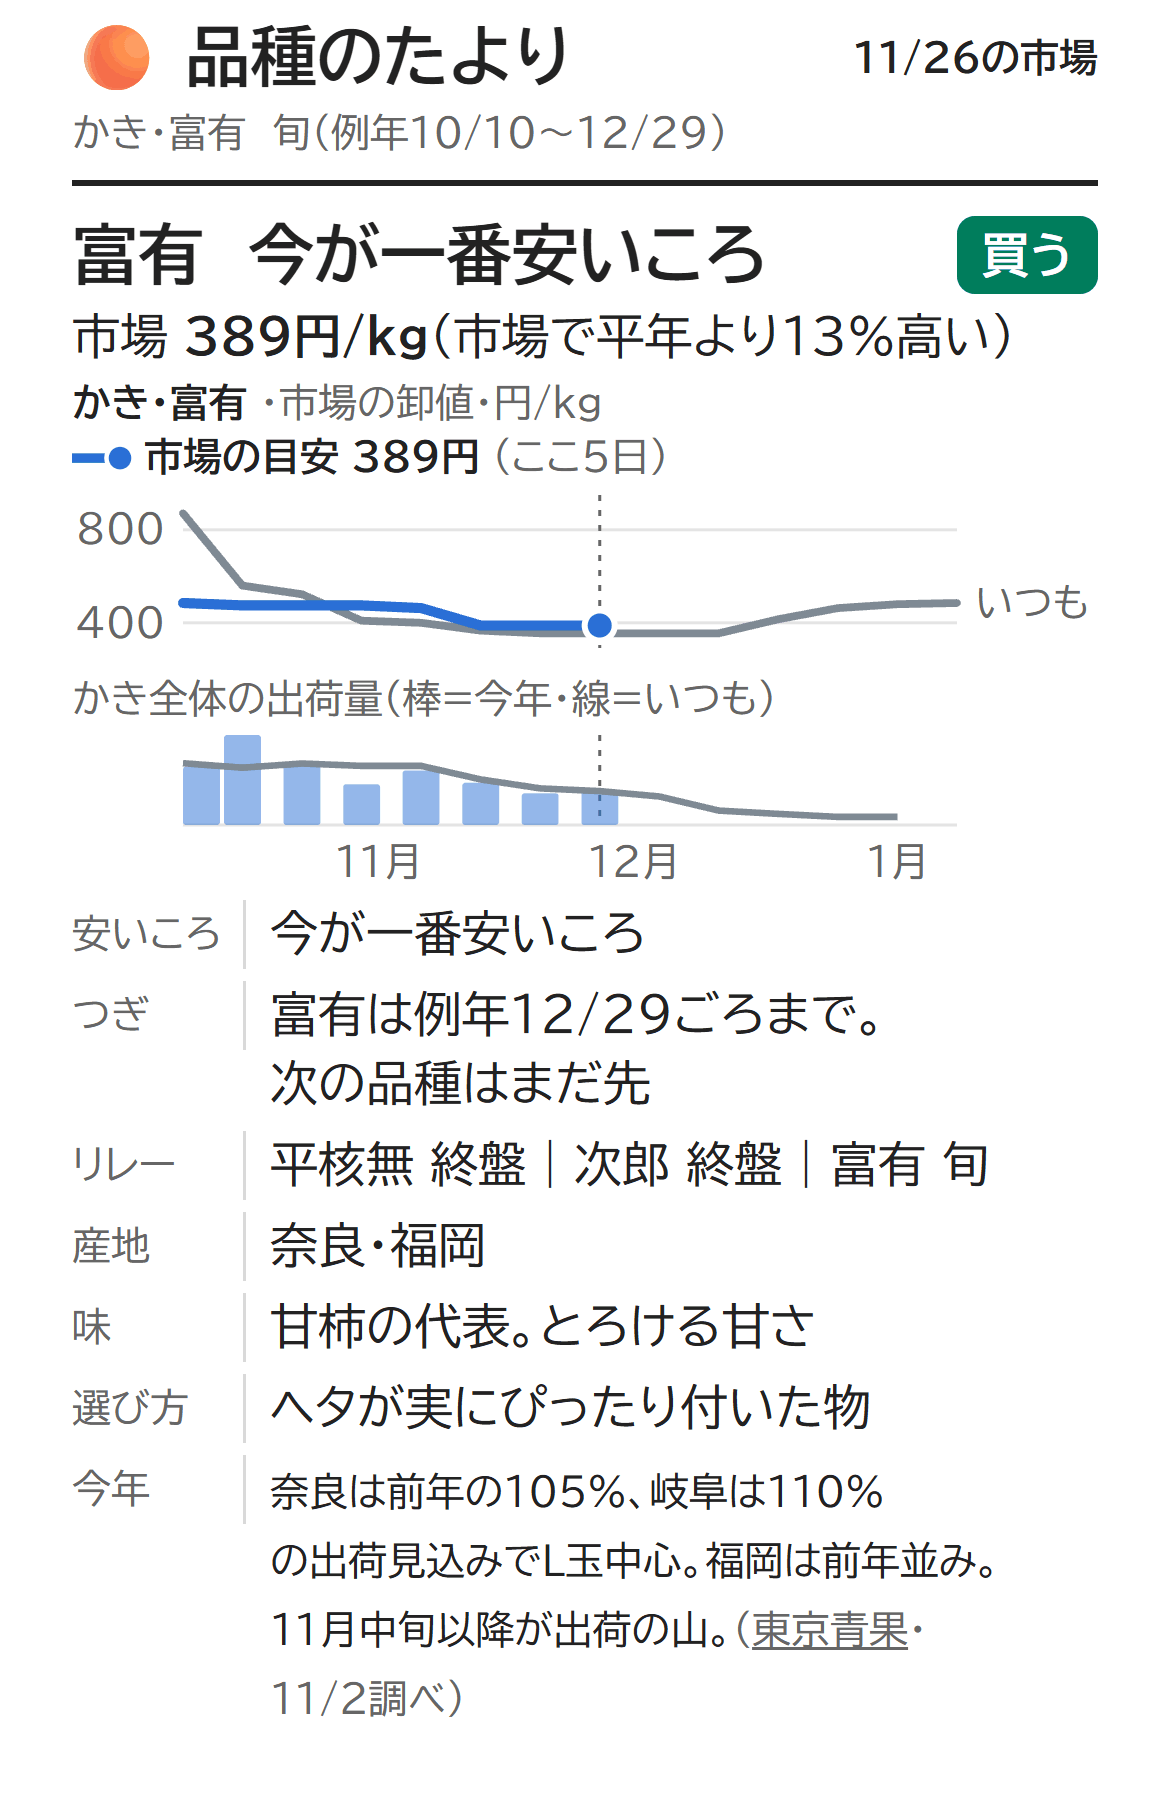 品種のたより
11/26の市場
かき・富有 旬(例年10/10〜12/29)
富有 今が一番安いころ
買う
市場 389円/kg(市場で平年より13%高い)
かき・富有 ・市場の卸値・円/kg
市場の目安 389円 (ここ5日)
800
400
いつも
かき全体の出荷量(棒=今年・線=いつも)
11月 12月 1月
安いころ 今が一番安いころ
つぎ 富有は例年12/29ごろまで。
次の品種はまだ先
リレー 平核無 終盤｜次郎 終盤｜富有 旬
産地 奈良・福岡
味 甘柿の代表。とろける甘さ
選び方 ヘタが実にぴったり付いた物
今年 奈良は前年の105%、岐阜は110%
の出荷見込みでL玉中心。福岡は前年並み。
11月中旬以降が出荷の山。(東京青果・
11/2調べ)